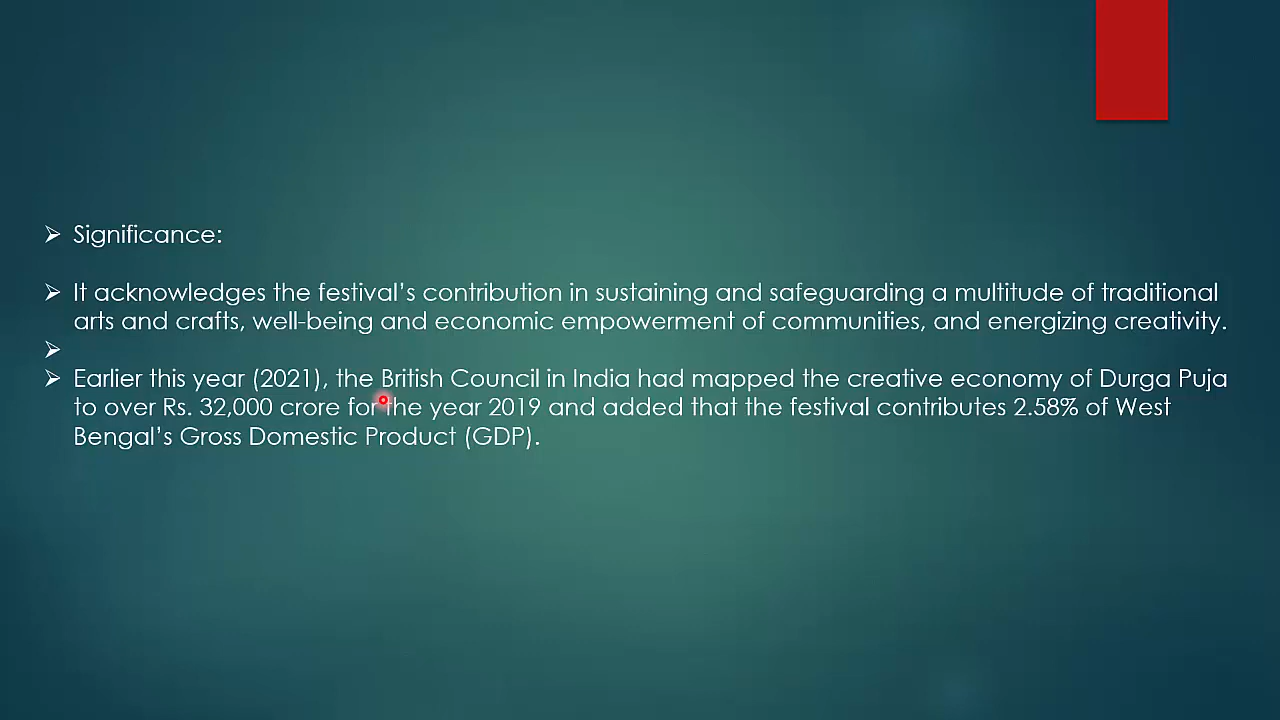 ➢ Significance:
➢ It acknowledges the festival’s contribution in sustaining and safeguarding a multitude of traditional
arts and crafts, well-being and economic empowerment of communities, and energizing creativity.
➢
➢ Earlier this year (2021), the British Council in India had mapped the creative economy of Durga Puja
to over Rs. 32,000 crore for the year 2019 and added that the festival contributes 2.58% of West
Bengal’s Gross Domestic Product (GDP).